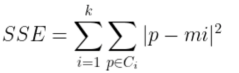 $SSE = \sum_{i=1}^{k} \sum_{p \in C_i} |p - mi|^2$